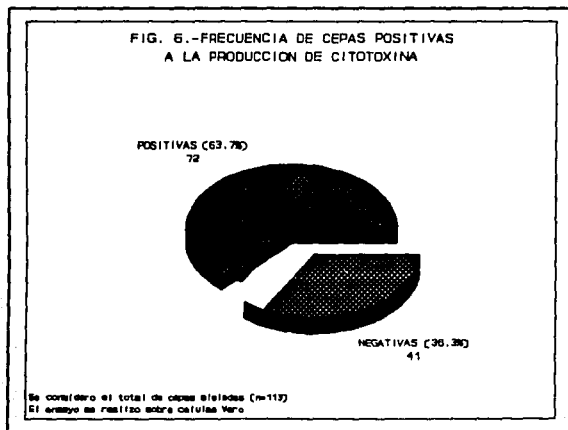 FIG. 6.-FRECUENCIA DE CEPAS POSITIVAS
A LA PRODUCCION DE CITOTOXINA
POSITIVAS (63.7%)
72
NEGATIVAS (36.3%)
41
Se considero el total de cepas aisladas (n=113)
El ensayo se realizo sobre celulas Vero